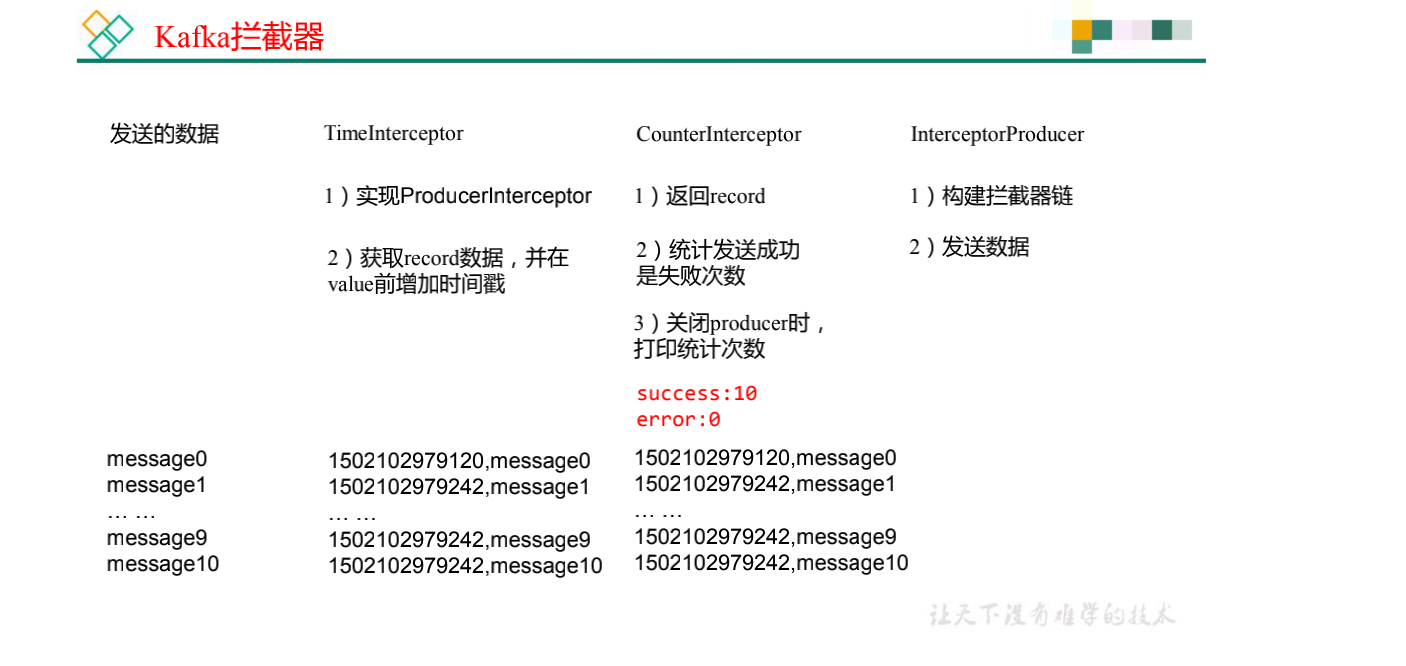 Kafka拦截器
发送的数据
TimeInterceptor
CounterInterceptor
InterceptorProducer
1）实现ProducerInterceptor
2）获取record数据，并在
value前增加时间戳
1）返回record
2）统计发送成功
是失败次数
3）关闭producer时，
打印统计次数
success:10
error:0
1）构建拦截器链
2）发送数据
message0
message1
… …
message9
message10
1502102979120,message0
1502102979242,message1
… …
1502102979242,message9
1502102979242,message10
1502102979120,message0
1502102979242,message1
… …
1502102979242,message9
1502102979242,message10
让天下没有难学的技术